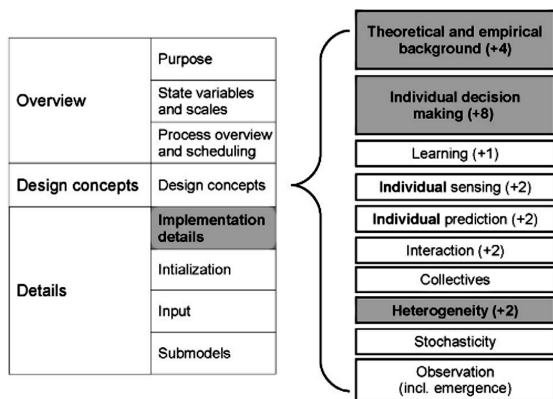 Overview
Purpose
State variables
and scales
Process overview
and scheduling
Design concepts
Design concepts
Details
Implementation
details
Intialization
Input
Submodels
Theoretical and empirical
background (+4)
Individual decision
making (+8)
Learning (+1)
Individual sensing (+2)
Individual prediction (+2)
Interaction (+2)
Collectives
Heterogeneity (+2)
Stochasticity
Observation
(incl. emergence)